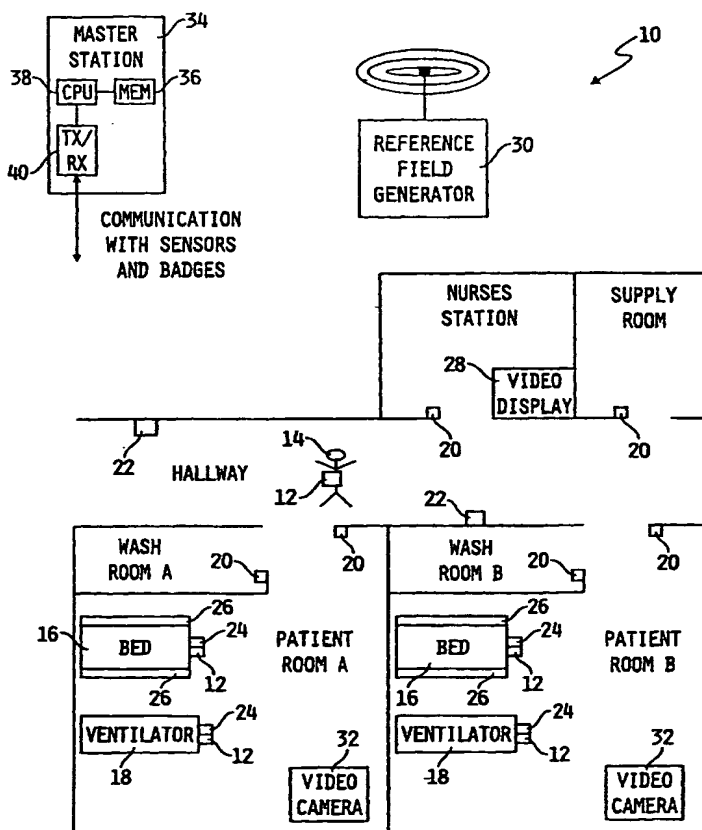 34
MASTER
STATION
38
CPU
MEM
36
TX/
RX
40
COMMUNICATION
WITH SENSORS
AND BADGES
10
REFERENCE
FIELD
GENERATOR
30
NURSES
STATION
SUPPLY
ROOM
28
VIDEO
DISPLAY
22
20
20
HALLWAY
14
12
22
WASH
ROOM A
20
20
WASH
ROOM B
20
20
16
BED
26
24
12
26
PATIENT
ROOM A
BED
26
24
12
16
26
PATIENT
ROOM B
VENTILATOR
24
12
18
VENTILATOR
24
12
18
32
VIDEO
CAMERA
32
VIDEO
CAMERA